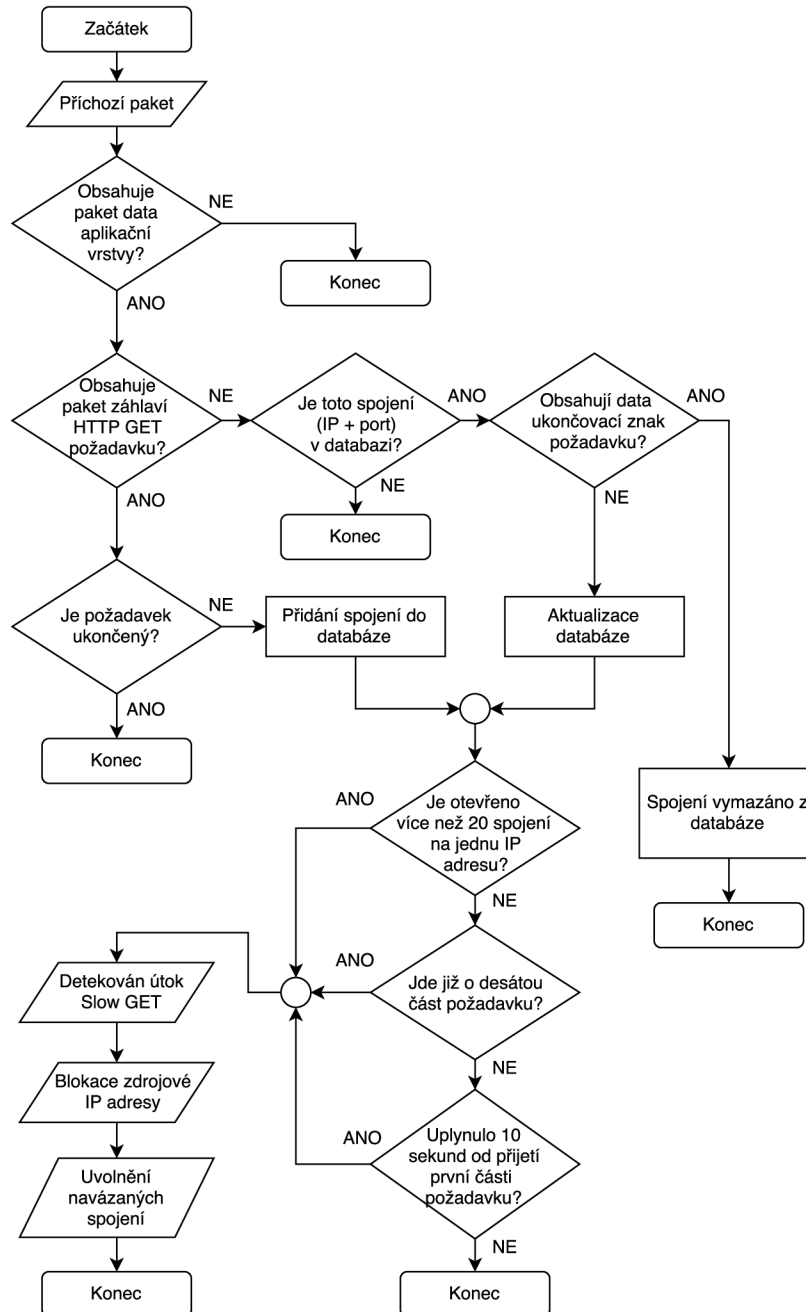 Začátek
Příchozí paket
Obsahuje
paket data
aplikační
vrstvy?
NE
Konec
ANO
Obsahuje
paket záhlaví
HTTP GET
požadavku?
NE
Je toto spojení
(IP + port)
v databazi?
ANO
Obsahují data
ukončovací znak
požadavku?
ANO
ANO
NE
Konec
NE
Je požadavek
ukončený?
NE
Přidání spojení do
databáze
Aktualizace
databáze
ANO
Konec
Je otevřeno
více než 20 spojení
na jednu IP
adresu?
ANO
Spojení vymazáno z
databáze
NE
Konec
Jde již o desátou
část požadavku?
ANO
Detekován útok
Slow GET
NE
Blokace zdrojové
IP adresy
Uplynulo 10
sekund od přijetí
první části
požadavku?
ANO
Uvolnění
navázaných
spojení
NE
Konec
Konec